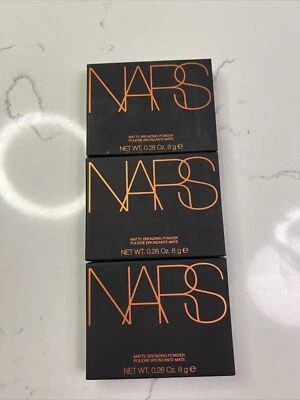 NARS
MATTE BRONZING POWDER
POUDRE BRONZANTE MATE
NET WT. 0.28 Oz. 8 g ℮
NARS
MATTE BRONZING POWDER
POUDRE BRONZANTE MATE
NET WT. 0.28 Oz. 8 g ℮
NARS
MATTE BRONZING POWDER
POUDRE BRONZANTE MATE
NET WT. 0.28 Oz. 8 g ℮